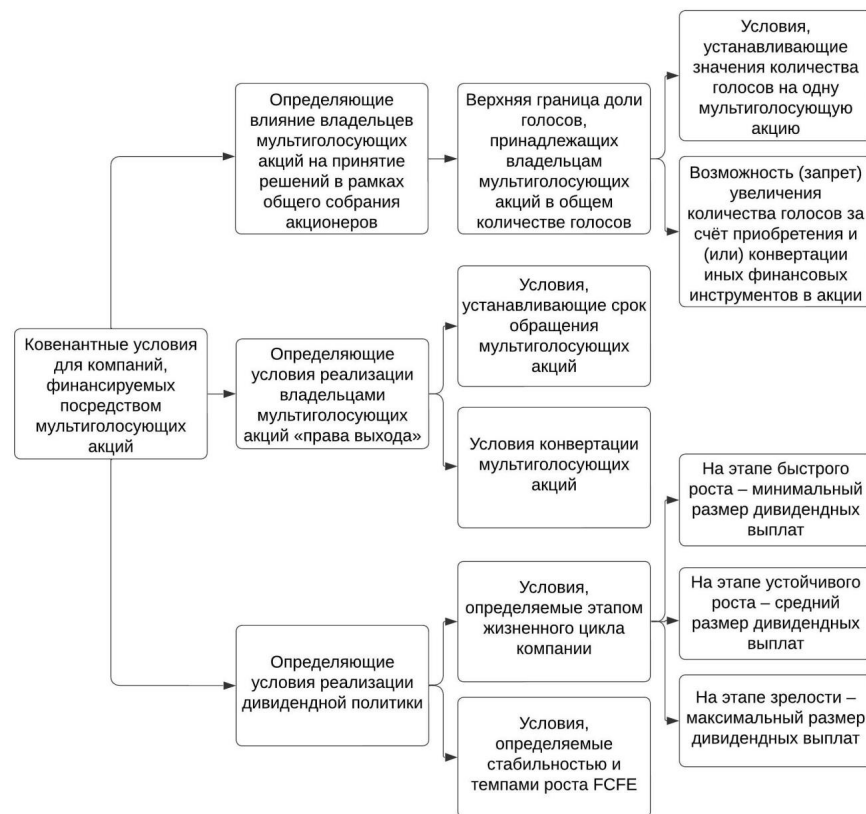 Ковенантные условия
для компаний,
финансируемых
посредством
мультиголосующих
акций
Определяющие
влияние владельцев
мультиголосующих
акций на принятие
решений в рамках
общего собрания
акционеров
Верхняя граница доли
голосов,
принадлежащих
владельцам
мультиголосующих
акций в общем
количестве голосов
Условия,
устанавливающие
значения количества
голосов на одну
мультиголосующую
акцию
Возможность (запрет)
увеличения
количества голосов за
счёт приобретения и
(или) конвертации
иных финансовых
инструментов в акции
Определяющие
условия реализации
владельцами
мультиголосующих
акций «права выхода»
Условия,
устанавливающие срок
обращения
мультиголосующих
акций
Условия конвертации
мультиголосующих
акций
Определяющие
условия реализации
дивидендной политики
Условия,
определяемые этапом
жизненного цикла
компании
На этапе быстрого
роста – минимальный
размер дивидендных
выплат
На этапе устойчивого
роста – средний
размер дивидендных
выплат
На этапе зрелости –
максимальный размер
дивидендных выплат
Условия,
определяемые
стабильностью и
темпами роста FCFE